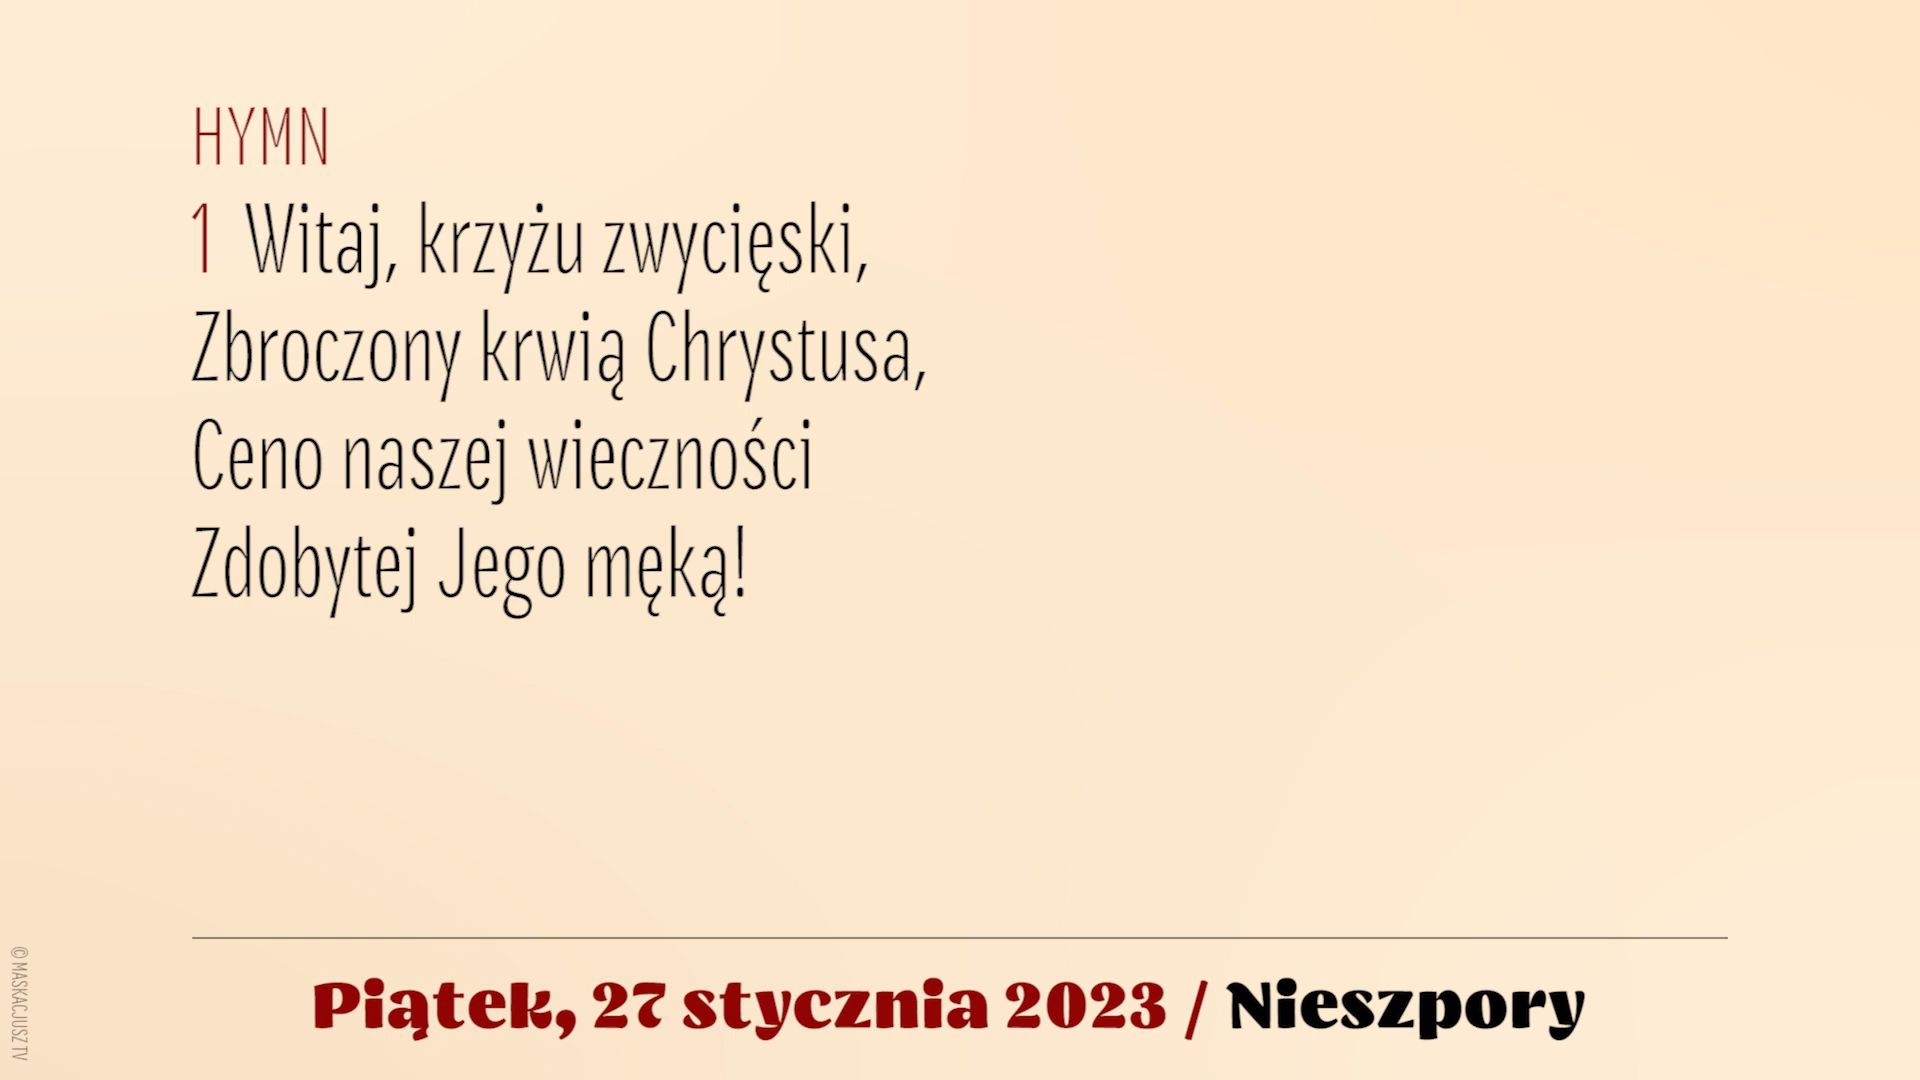 HYMN
1 Witaj, krzyżu zwycięski,
Zbroczony krwią Chrystusa,
Ceno naszej wieczności
Zdobytej Jego męką!
Piątek, 27 stycznia 2023 / Nieszpory
© MASKACJUSZ TV